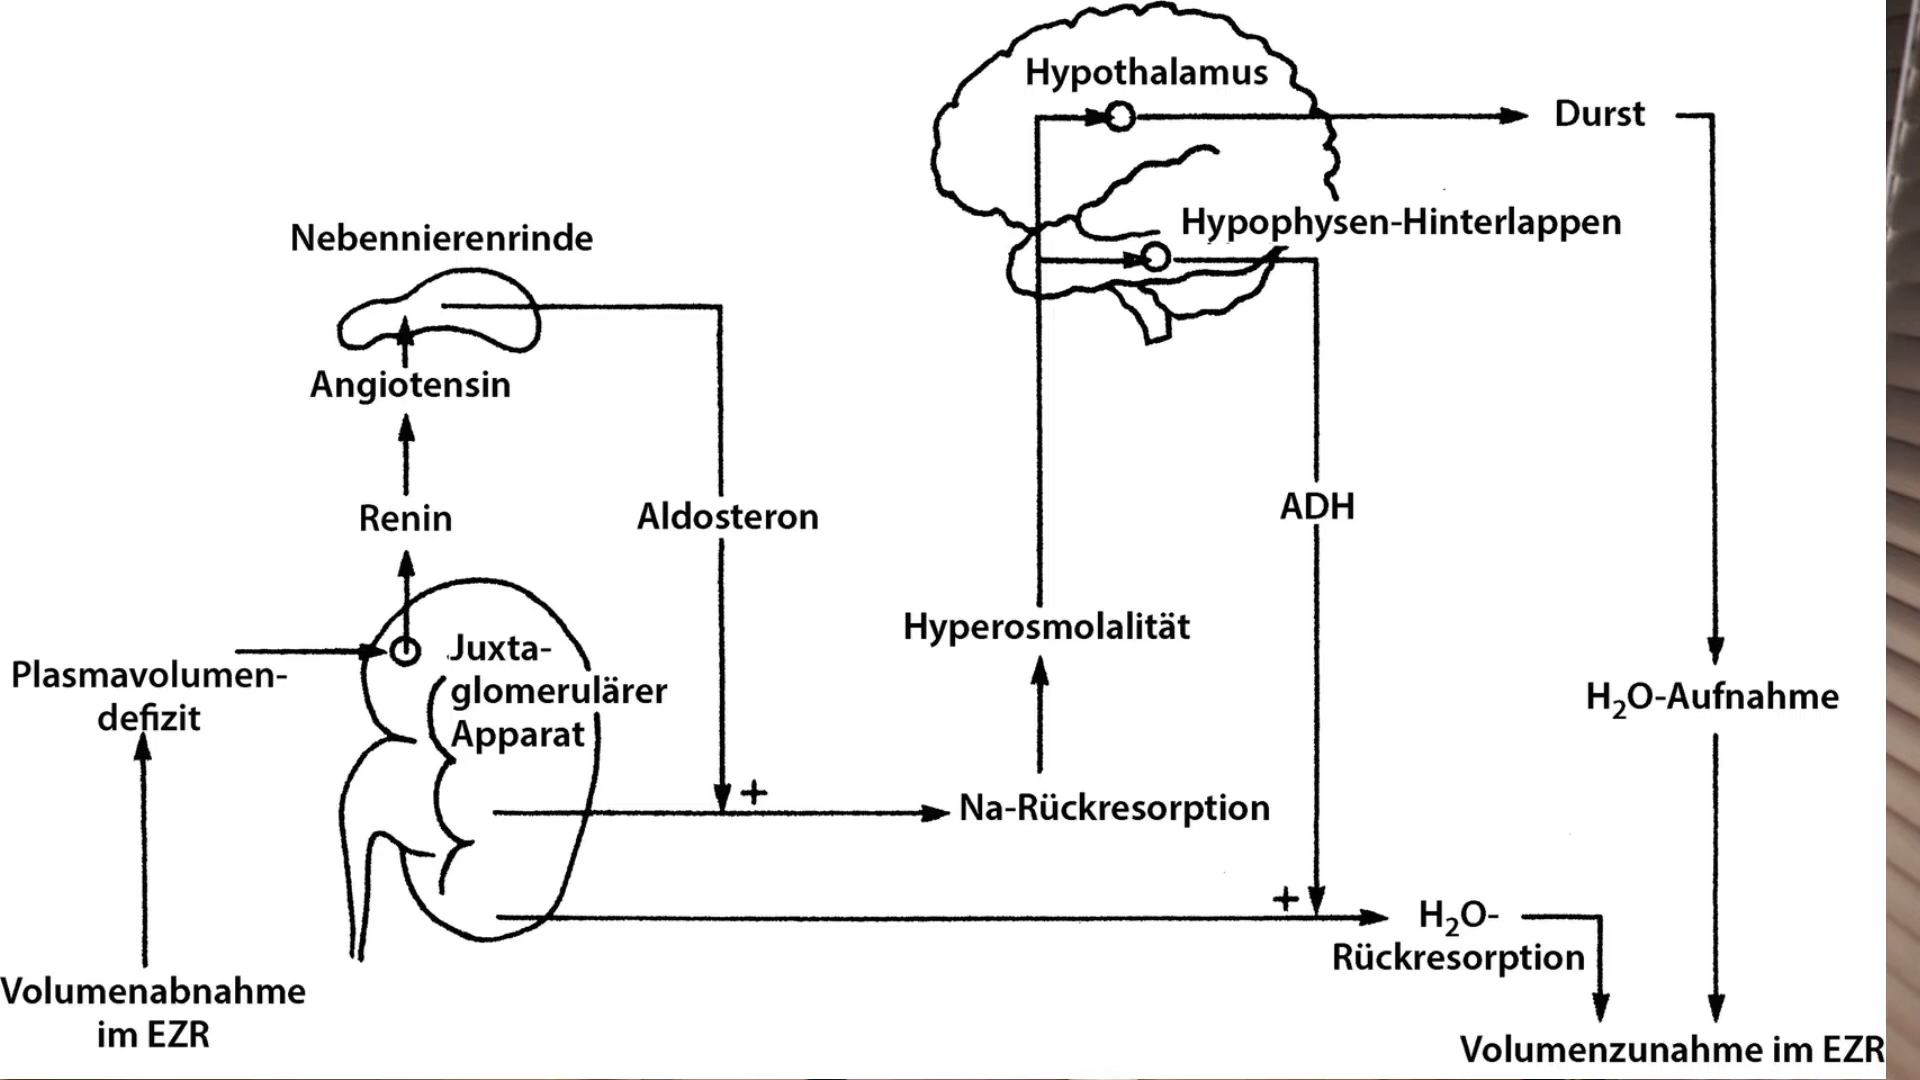 Hypothalamus
Durst
Hypophysen-Hinterlappen
Nebennierenrinde
Angiotensin
Renin
Aldosteron
ADH
Hyperosmolalität
Juxta-
glomerulärer
Apparat
Plasmavolumen-
defizit
H₂O-Aufnahme
+
Na-Rückresorption
+
H₂O-
Rückresorption
Volumenabnahme
im EZR
Volumenzunahme im EZR